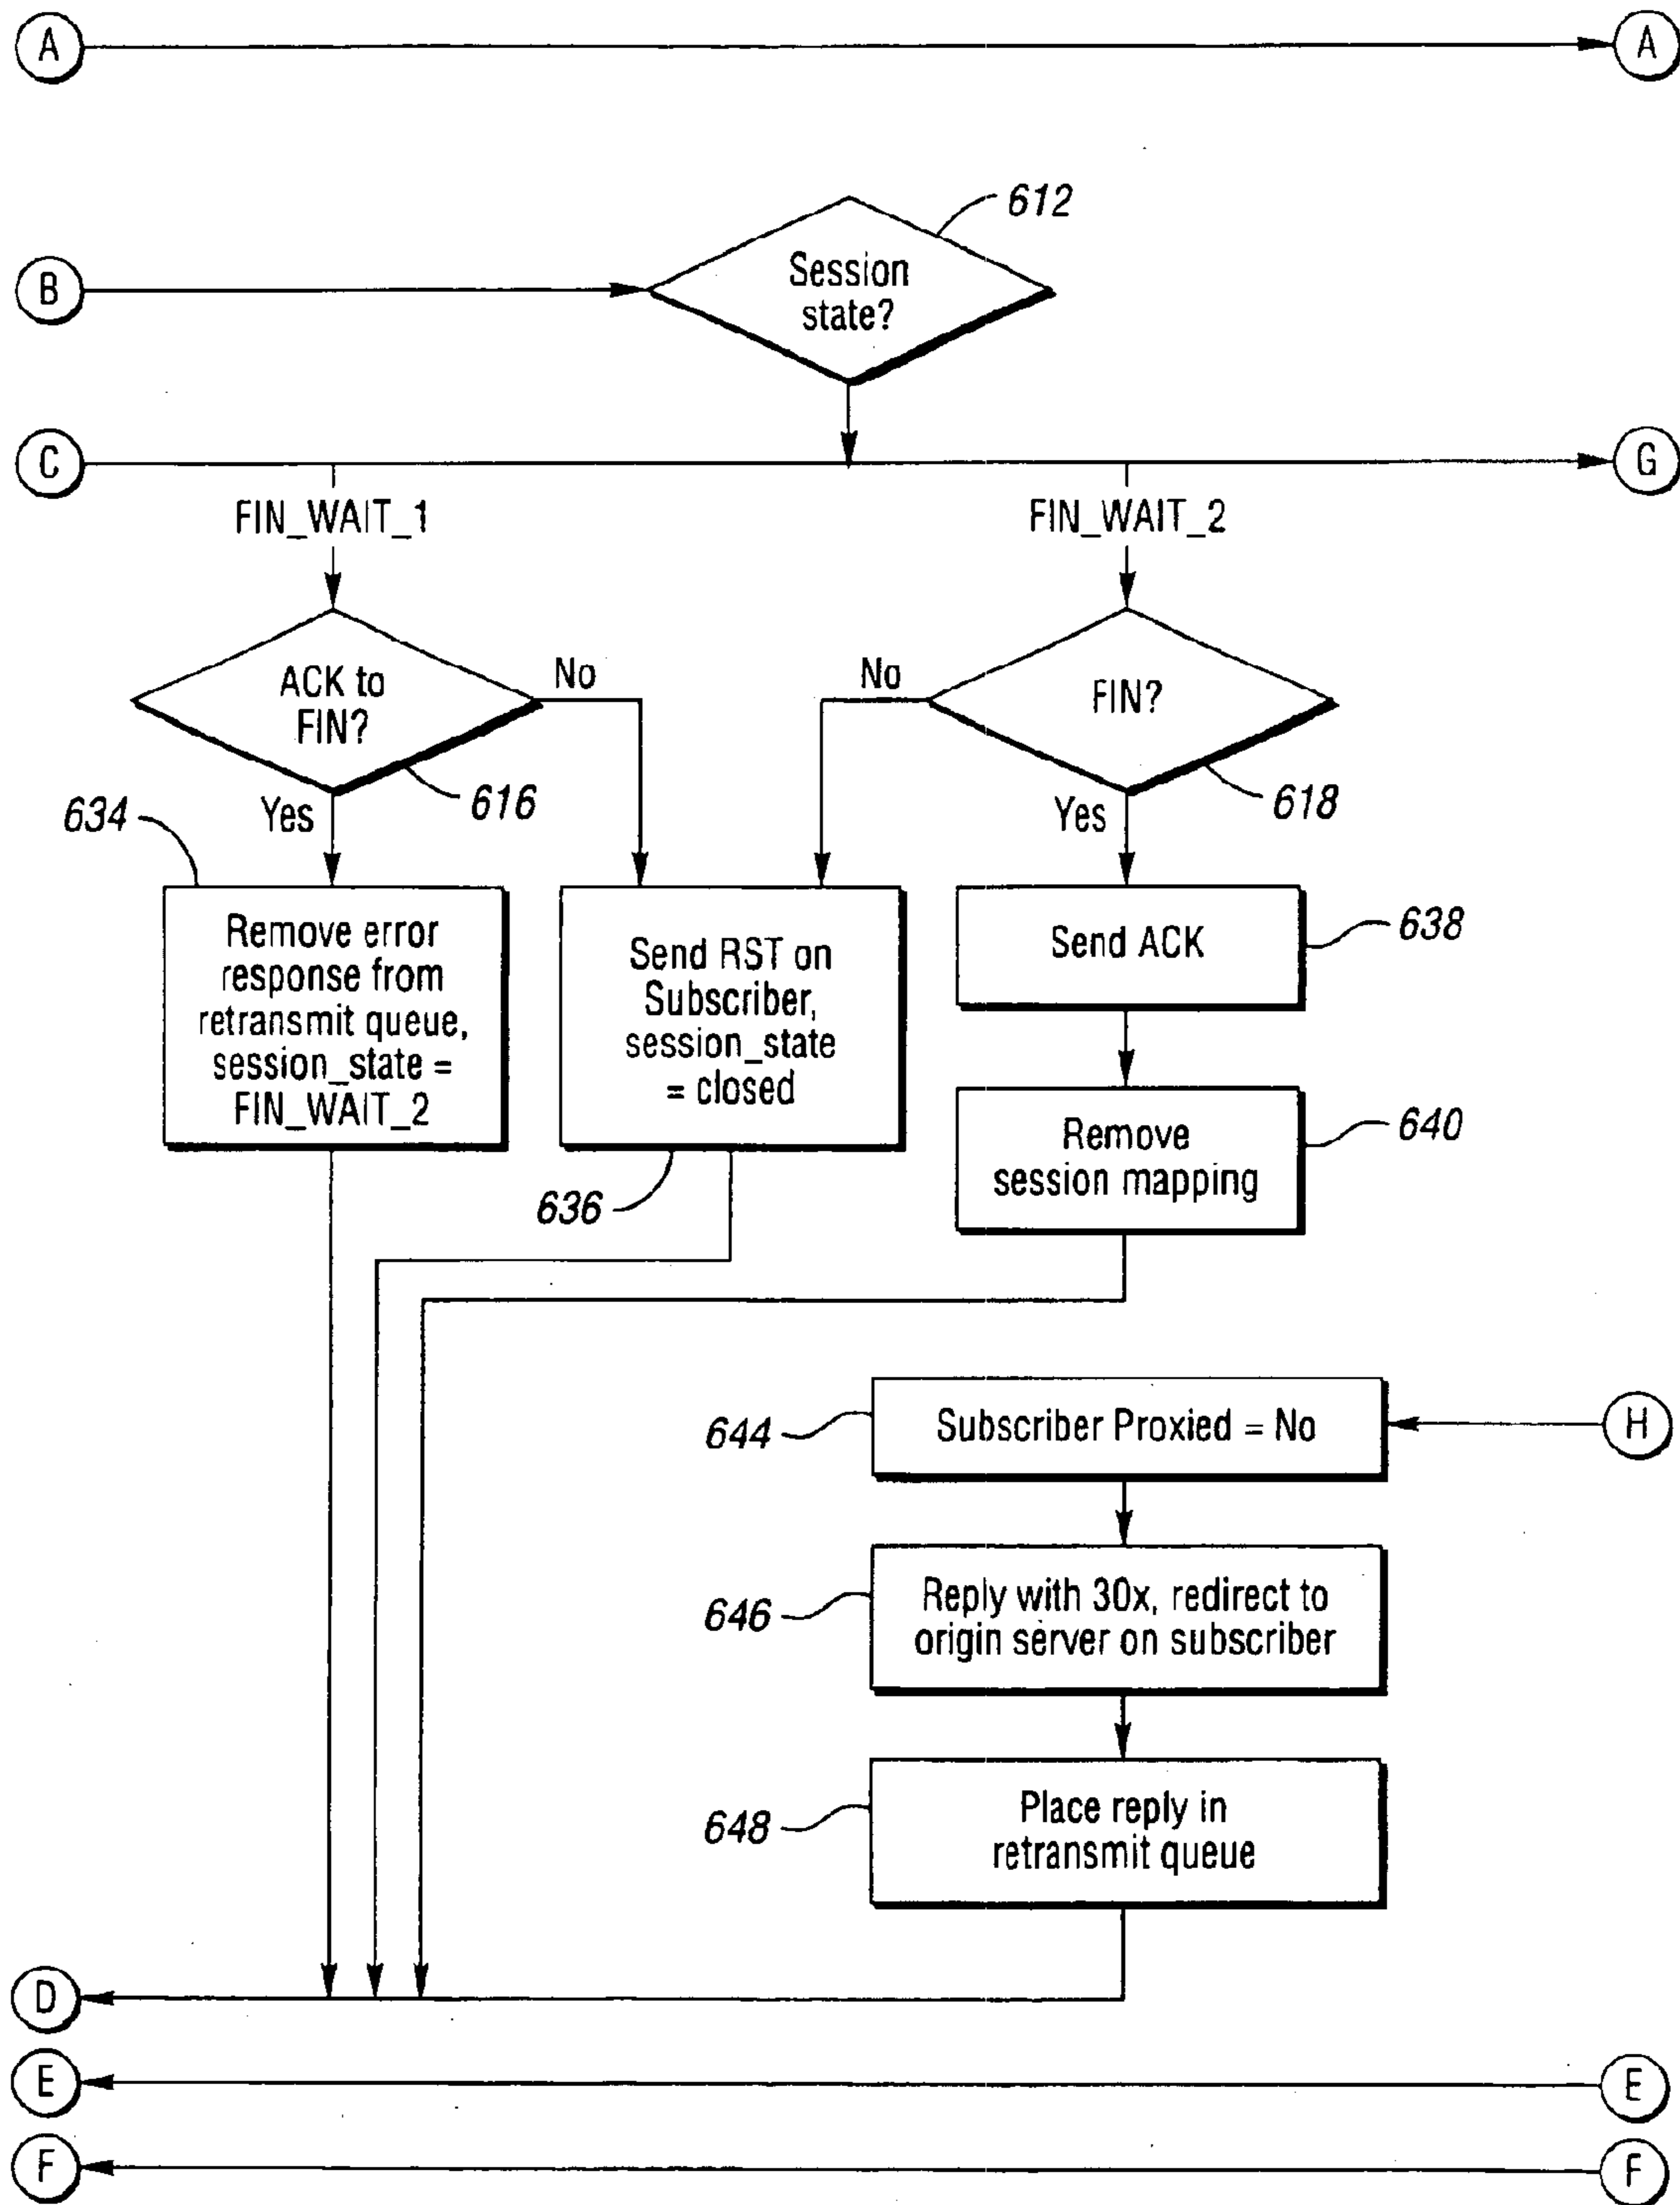 A
A
612
Session
state?
B
C
G
FIN_WAIT_1
FIN_WAIT_2
ACK to
FIN?
No
No
FIN?
616
618
634
Yes
Yes
Remove error
response from
retransmit queue,
session_state =
FIN_WAIT_2
Send RST on
Subscriber,
session_state
= closed
Send ACK
638
636
Remove
session mapping
640
644
Subscriber Proxied = No
H
646
Reply with 30x, redirect to
origin server on subscriber
648
Place reply in
retransmit queue
D
E
E
F
F